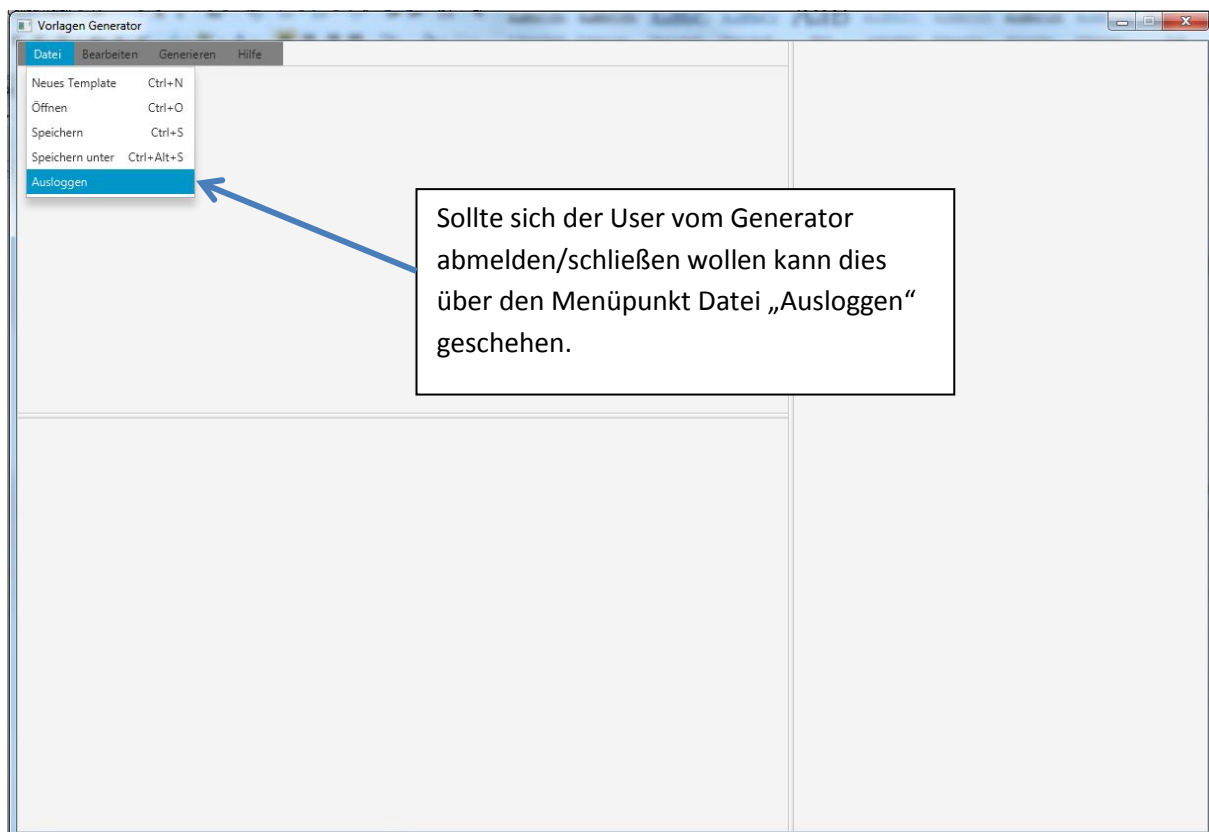 Vorlagen Generator
Datei Bearbeiten Generieren Hilfe
Neues Template Ctrl+N
Öffnen Ctrl+O
Speichern Ctrl+S
Speichern unter Ctrl+Alt+S
Ausloggen
Sollte sich der User vom Generator
abmelden/schließen wollen kann dies
über den Menüpunkt Datei „Ausloggen“
geschehen.